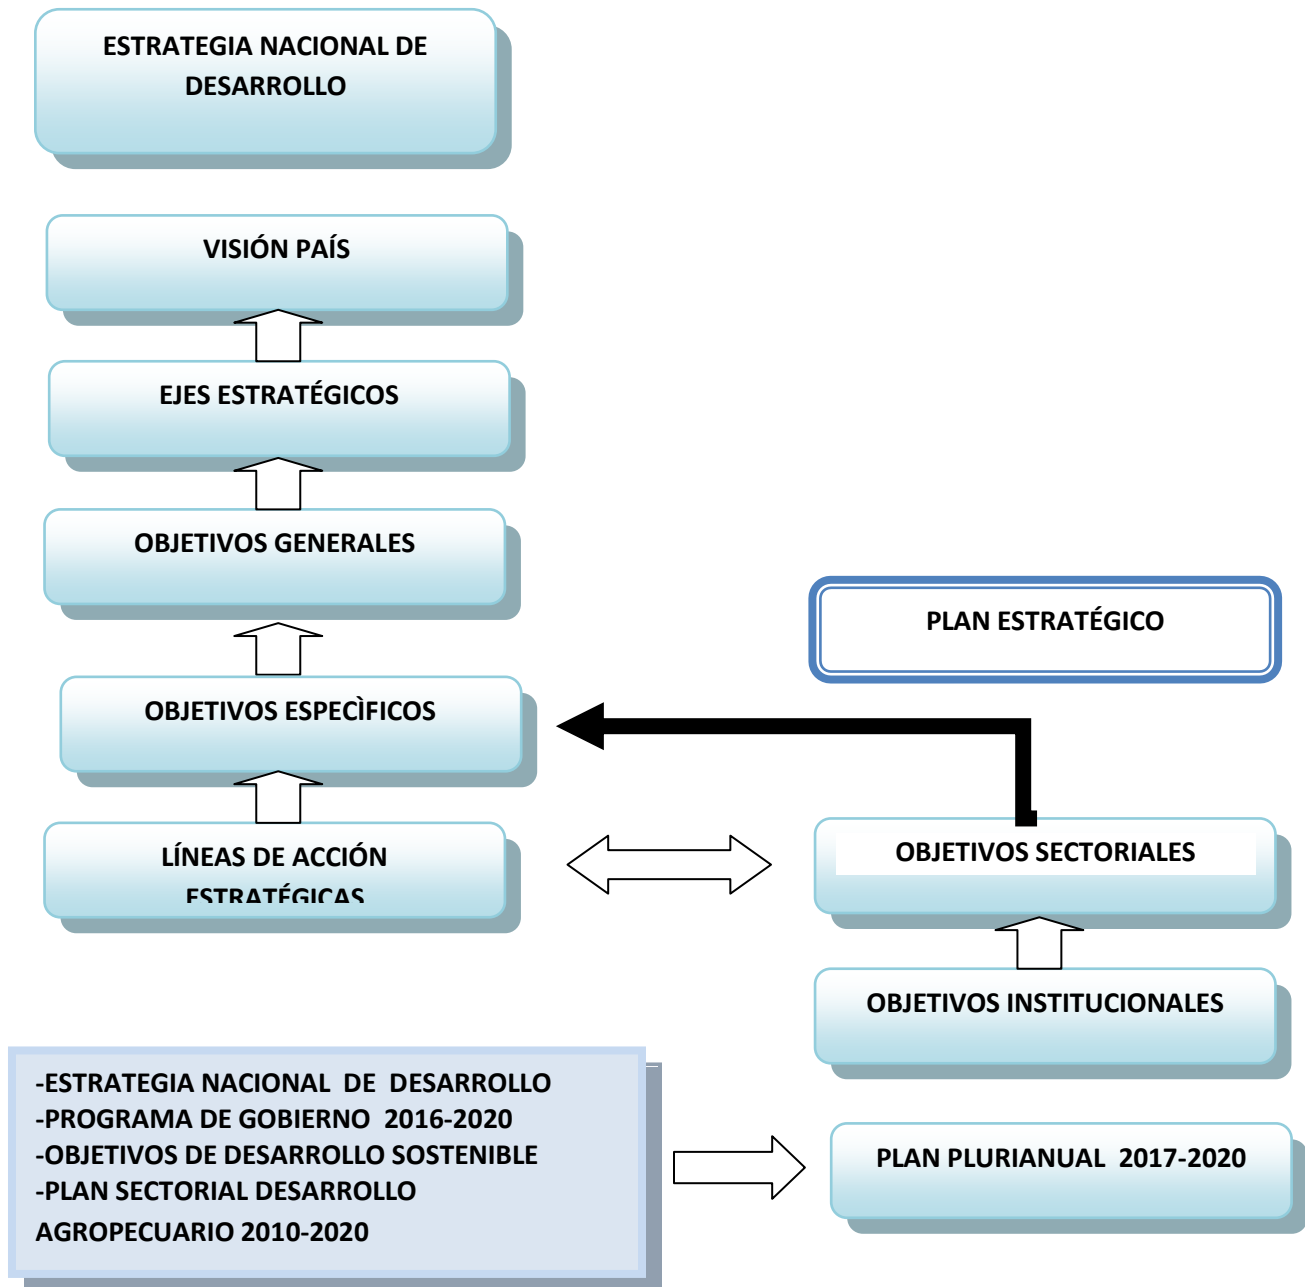 ESTRATEGIA NACIONAL DE
DESARROLLO
VISIÓN PAÍS
EJES ESTRATÉGICOS
OBJETIVOS GENERALES
PLAN ESTRATÉGICO
OBJETIVOS ESPECÌFICOS
LÍNEAS DE ACCIÓN
ESTRATÉGICAS
OBJETIVOS SECTORIALES
OBJETIVOS INSTITUCIONALES
-ESTRATEGIA NACIONAL DE DESARROLLO
-PROGRAMA DE GOBIERNO 2016-2020
-OBJETIVOS DE DESARROLLO SOSTENIBLE
-PLAN SECTORIAL DESARROLLO
AGROPECUARIO 2010-2020
PLAN PLURIANUAL 2017-2020